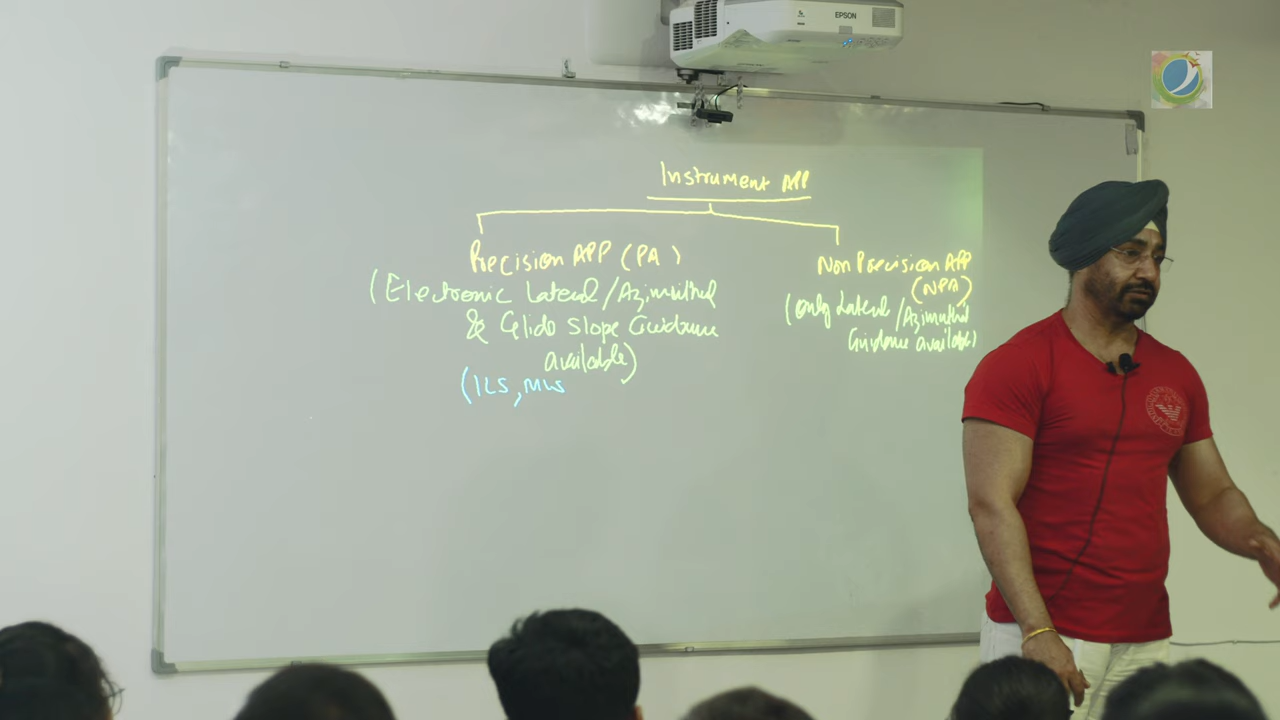 EPSON
Instrument APP
Precision APP (PA)
(Electronic Lateral/Azimuthal
& Glide Slope Guidance
available)
(ILS, MLS
Non Precision APP
(NPA)
(only Lateral/Azimuthal
Guidance available)